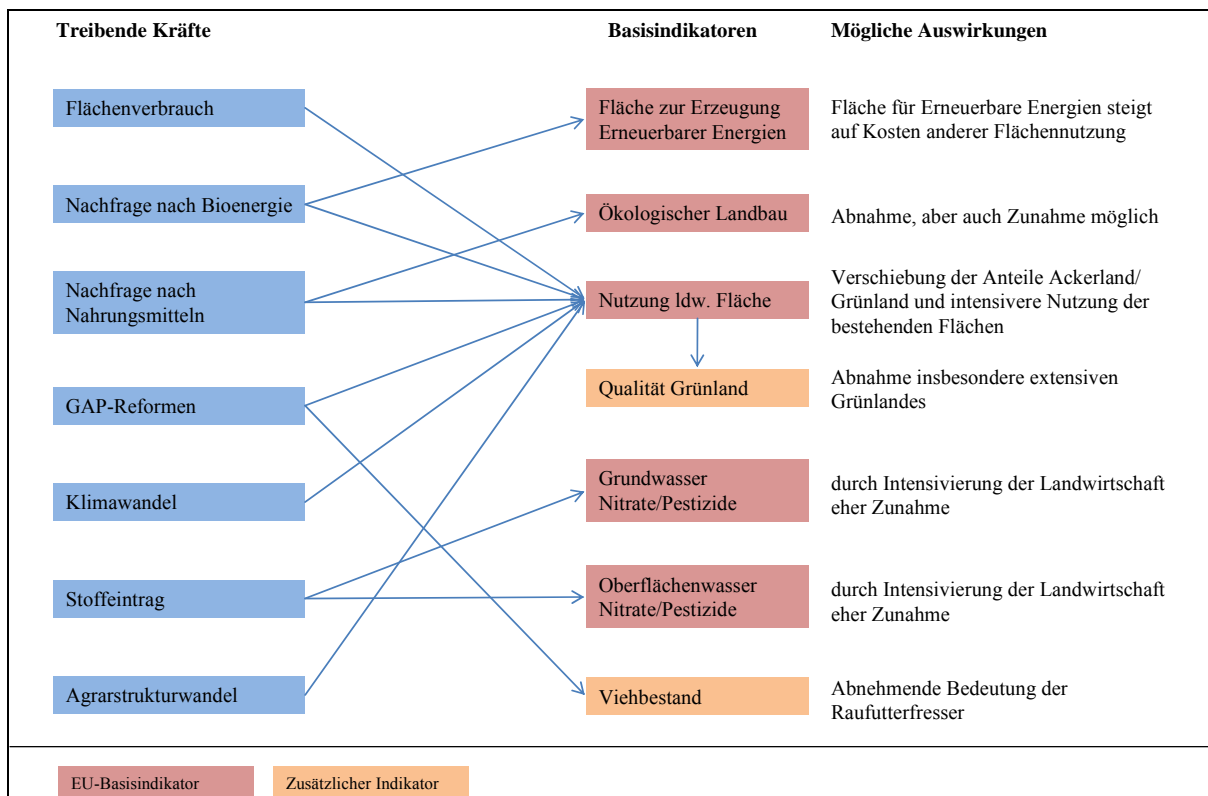 Treibende Kräfte
Basisindikatoren
Mögliche Auswirkungen
Flächenverbrauch
Fläche zur Erzeugung
Erneuerbarer Energien
Fläche für Erneuerbare Energien steigt
auf Kosten anderer Flächennutzung
Nachfrage nach Bioenergie
Ökologischer Landbau
Abnahme, aber auch Zunahme möglich
Nachfrage nach
Nahrungsmitteln
Nutzung ldw. Fläche
Verschiebung der Anteile Ackerland/
Grünland und intensivere Nutzung der
bestehenden Flächen
GAP-Reformen
Qualität Grünland
Abnahme insbesondere extensiven
Grünlandes
Klimawandel
Grundwasser
Nitrate/Pestizide
durch Intensivierung der Landwirtschaft
eher Zunahme
Stoffeintrag
Oberflächenwasser
Nitrate/Pestizide
durch Intensivierung der Landwirtschaft
eher Zunahme
Agrarstrukturwandel
Viehbestand
Abnehmende Bedeutung der
Raufutterfresser
EU-Basisindikator
Zusätzlicher Indikator